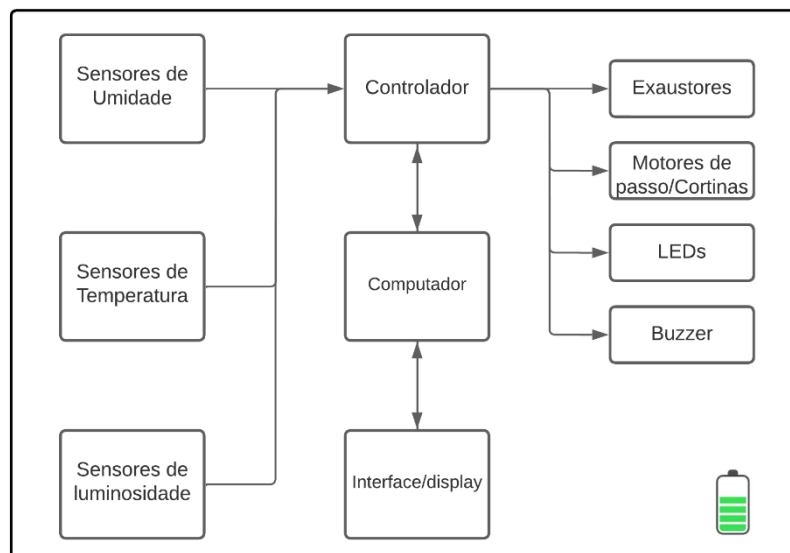 Sensores de
Umidade
Controlador
Exaustores
Motores de
passo/Cortinas
Sensores de
Temperatura
Computador
LEDs
Buzzer
Sensores de
luminosidade
Interface/display